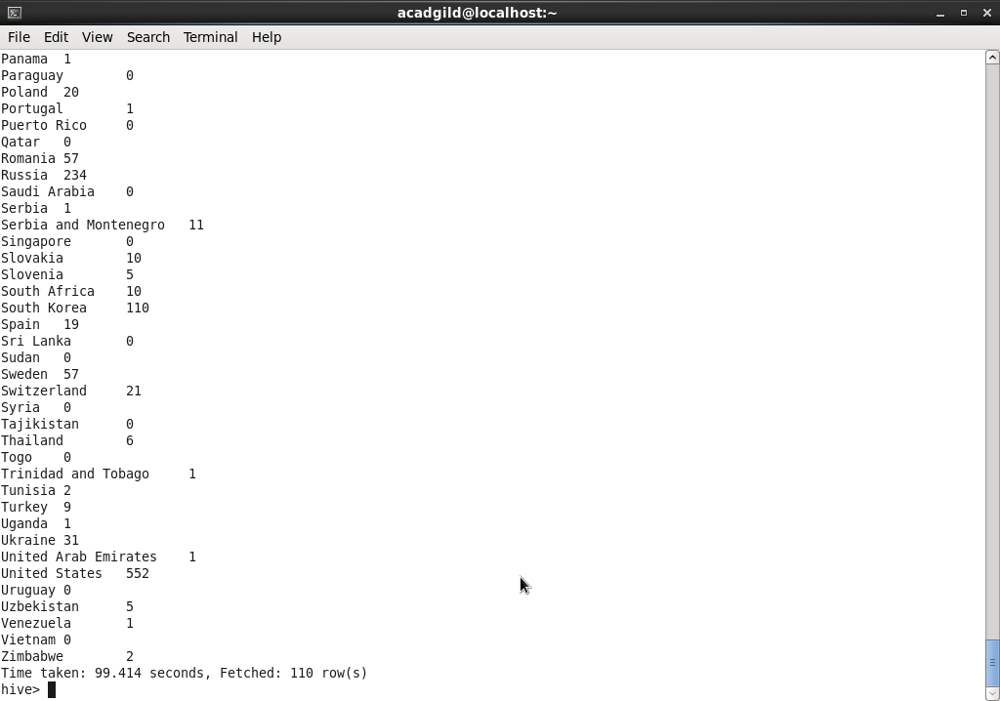 acadgild@localhost:~
File Edit View Search Terminal Help
Panama 1
Paraguay 0
Poland 20
Portugal 1
Puerto Rico 0
Qatar 0
Romania 57
Russia 234
Saudi Arabia 0
Serbia 1
Serbia and Montenegro 11
Singapore 0
Slovakia 10
Slovenia 5
South Africa 10
South Korea 110
Spain 19
Sri Lanka 0
Sudan 0
Sweden 57
Switzerland 21
Syria 0
Tajikistan 0
Thailand 6
Togo 0
Trinidad and Tobago 1
Tunisia 2
Turkey 9
Uganda 1
Ukraine 31
United Arab Emirates 1
United States 552
Uruguay 0
Uzbekistan 5
Venezuela 1
Vietnam 0
Zimbabwe 2
Time taken: 99.414 seconds, Fetched: 110 row(s)
hive>